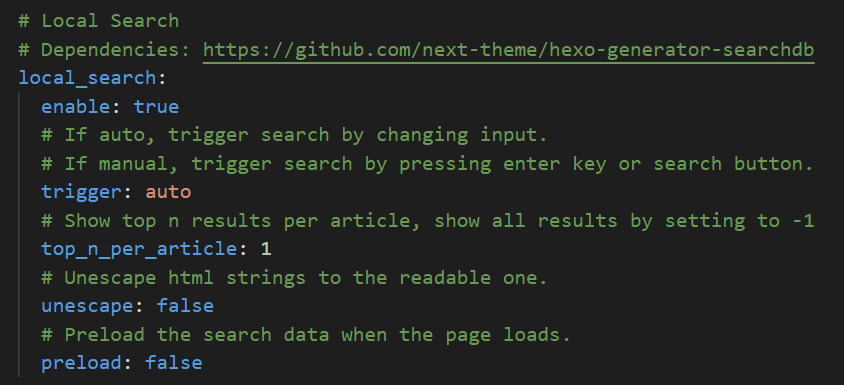 # Local Search
# Dependencies: https://github.com/next-theme/hexo-generator-searchdb
local_search:
  enable: true
  # If auto, trigger search by changing input.
  # If manual, trigger search by pressing enter key or search button.
  trigger: auto
  # Show top n results per article, show all results by setting to -1
  top_n_per_article: 1
  # Unescape html strings to the readable one.
  unescape: false
  # Preload the search data when the page loads.
  preload: false